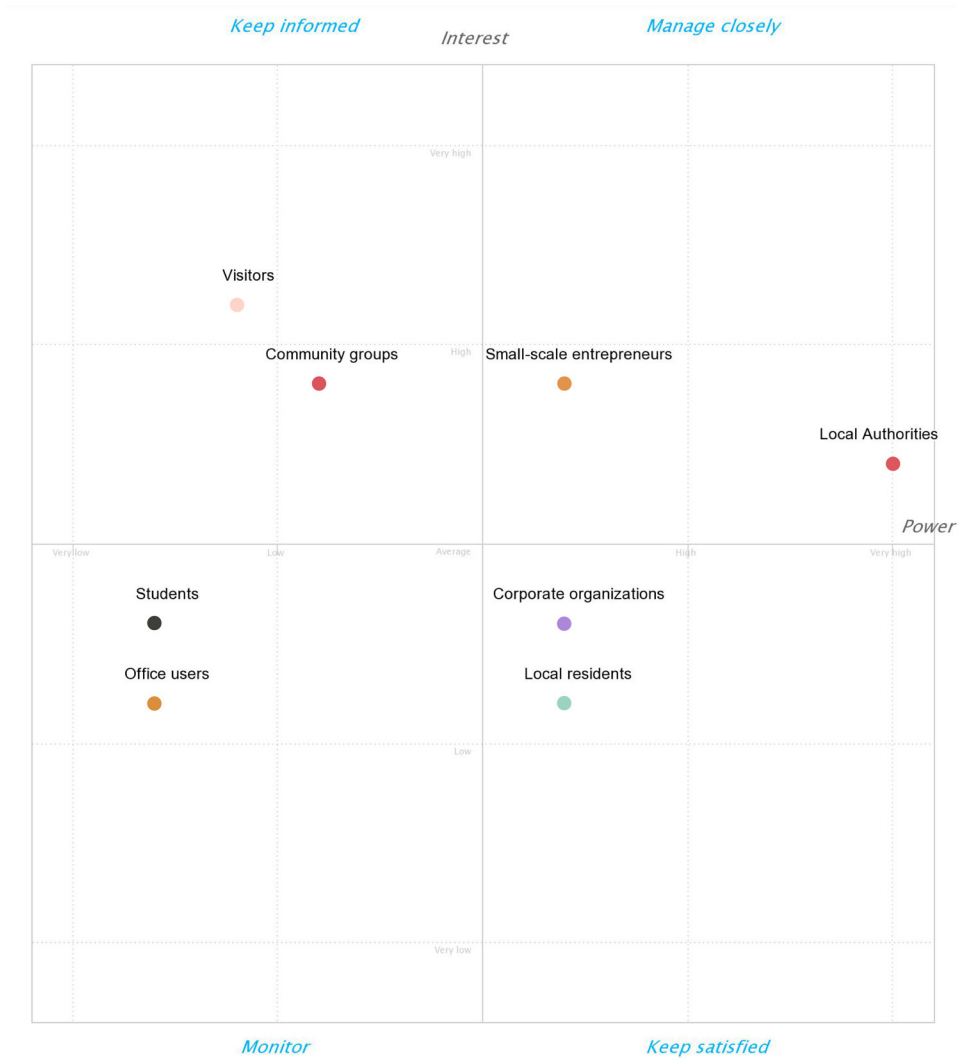 Keep informed
Manage closely
Interest
Very high
Visitors
Community groups
High
Small-scale entrepreneurs
Local Authorities
Power
Very low
Low
Average
High
Very high
Students
Corporate organizations
Office users
Local residents
Low
Very low
Monitor
Keep satisfied